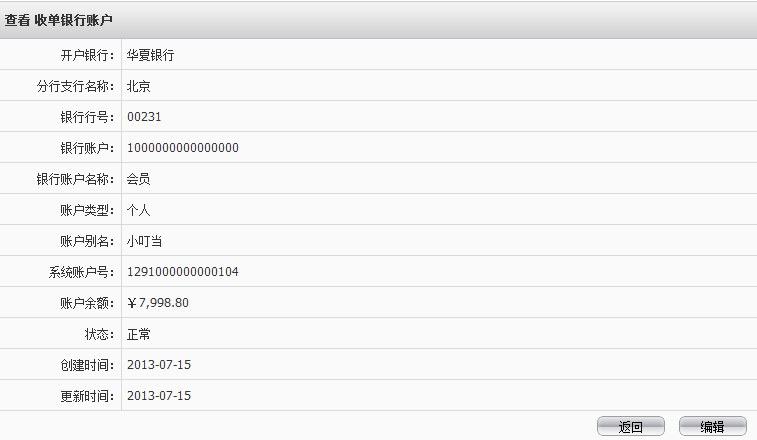 查看 收单银行账户
开户银行： 华夏银行
分行支行名称： 北京
银行行号： 00231
银行账户： 1000000000000000
银行账户名称： 会员
账户类型： 个人
账户别名： 小叮当
系统账户号： 1291000000000104
账户余额： ￥7,998.80
状态： 正常
创建时间： 2013-07-15
更新时间： 2013-07-15
返回 编辑